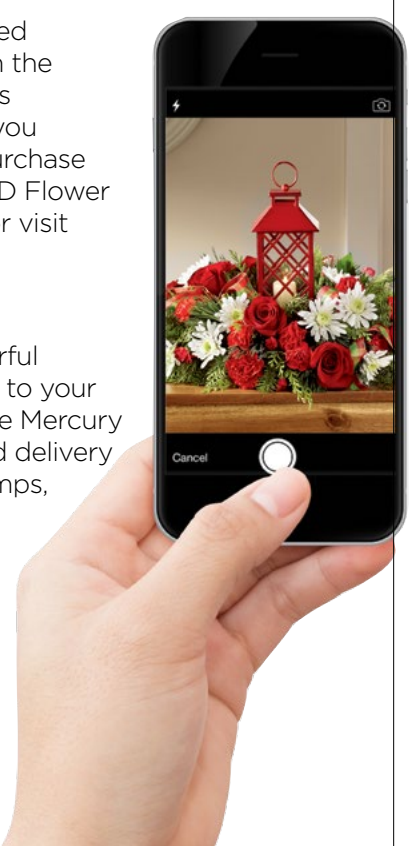 ed
n the
s
you
urchase
D Flower
r visit
rful
to your
e Mercury
d delivery
mps,
Cancel